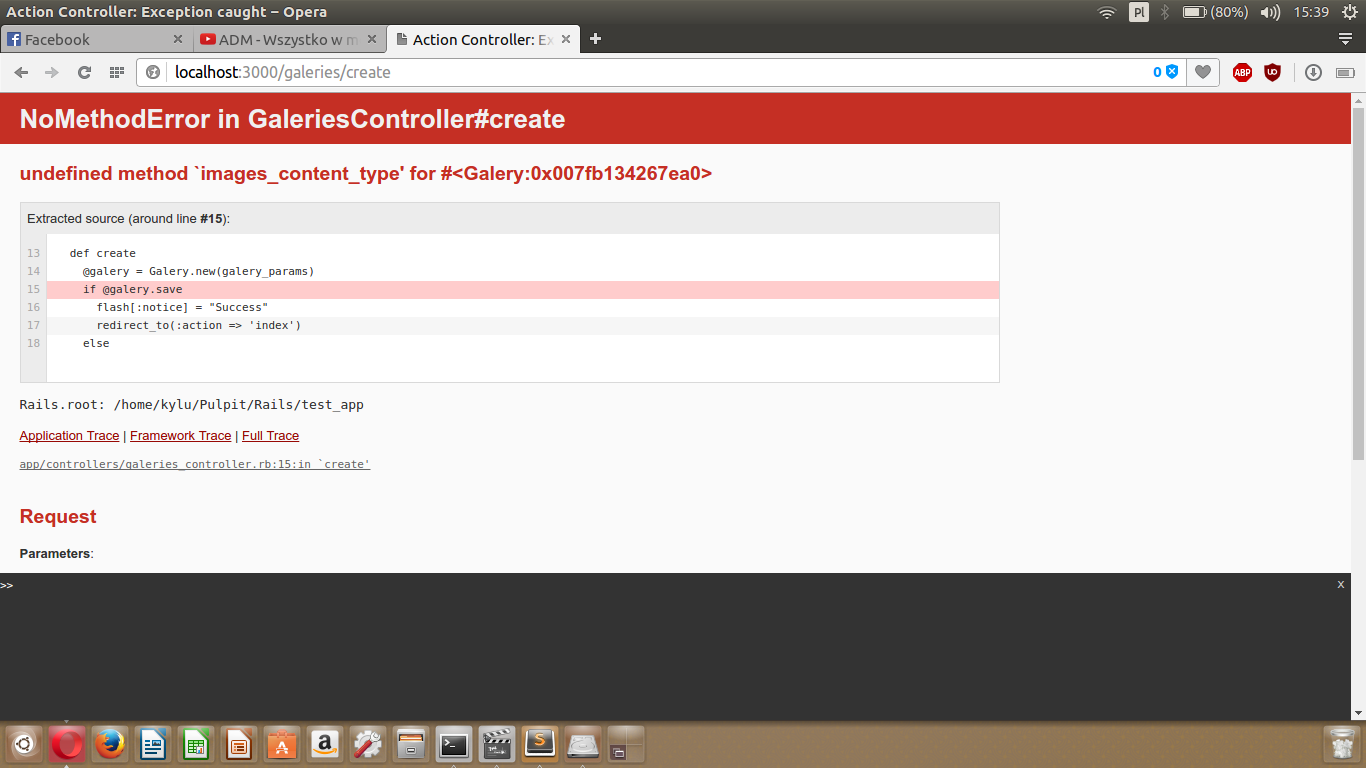 Action Controller: Exception caught – Opera
Pl
(80%)
15:39
Facebook
ADM - Wszystko w m
Action Controller: Ex
localhost:3000/galeries/create
0
ABP
UO
NoMethodError in GaleriesController#create
undefined method `images_content_type' for #<Galery:0x007fb134267ea0>
Extracted source (around line #15):
13 def create
14 @galery = Galery.new(galery_params)
15 if @galery.save
16 flash[:notice] = "Success"
17 redirect_to(:action => 'index')
18 else
Rails.root: /home/kylu/Pulpit/Rails/test_app
Application Trace | Framework Trace | Full Trace
app/controllers/galeries_controller.rb:15:in `create'
Request
Parameters:
>>
x